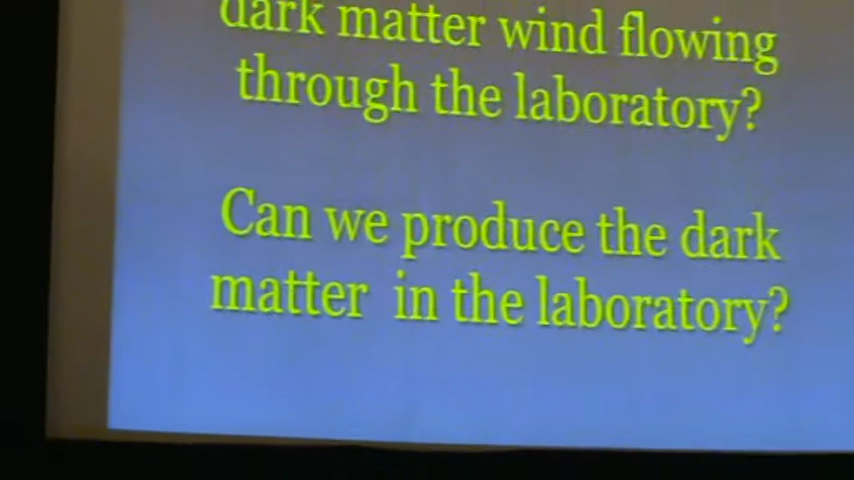 dark matter wind flowing
through the laboratory?
Can we produce the dark
matter in the laboratory?